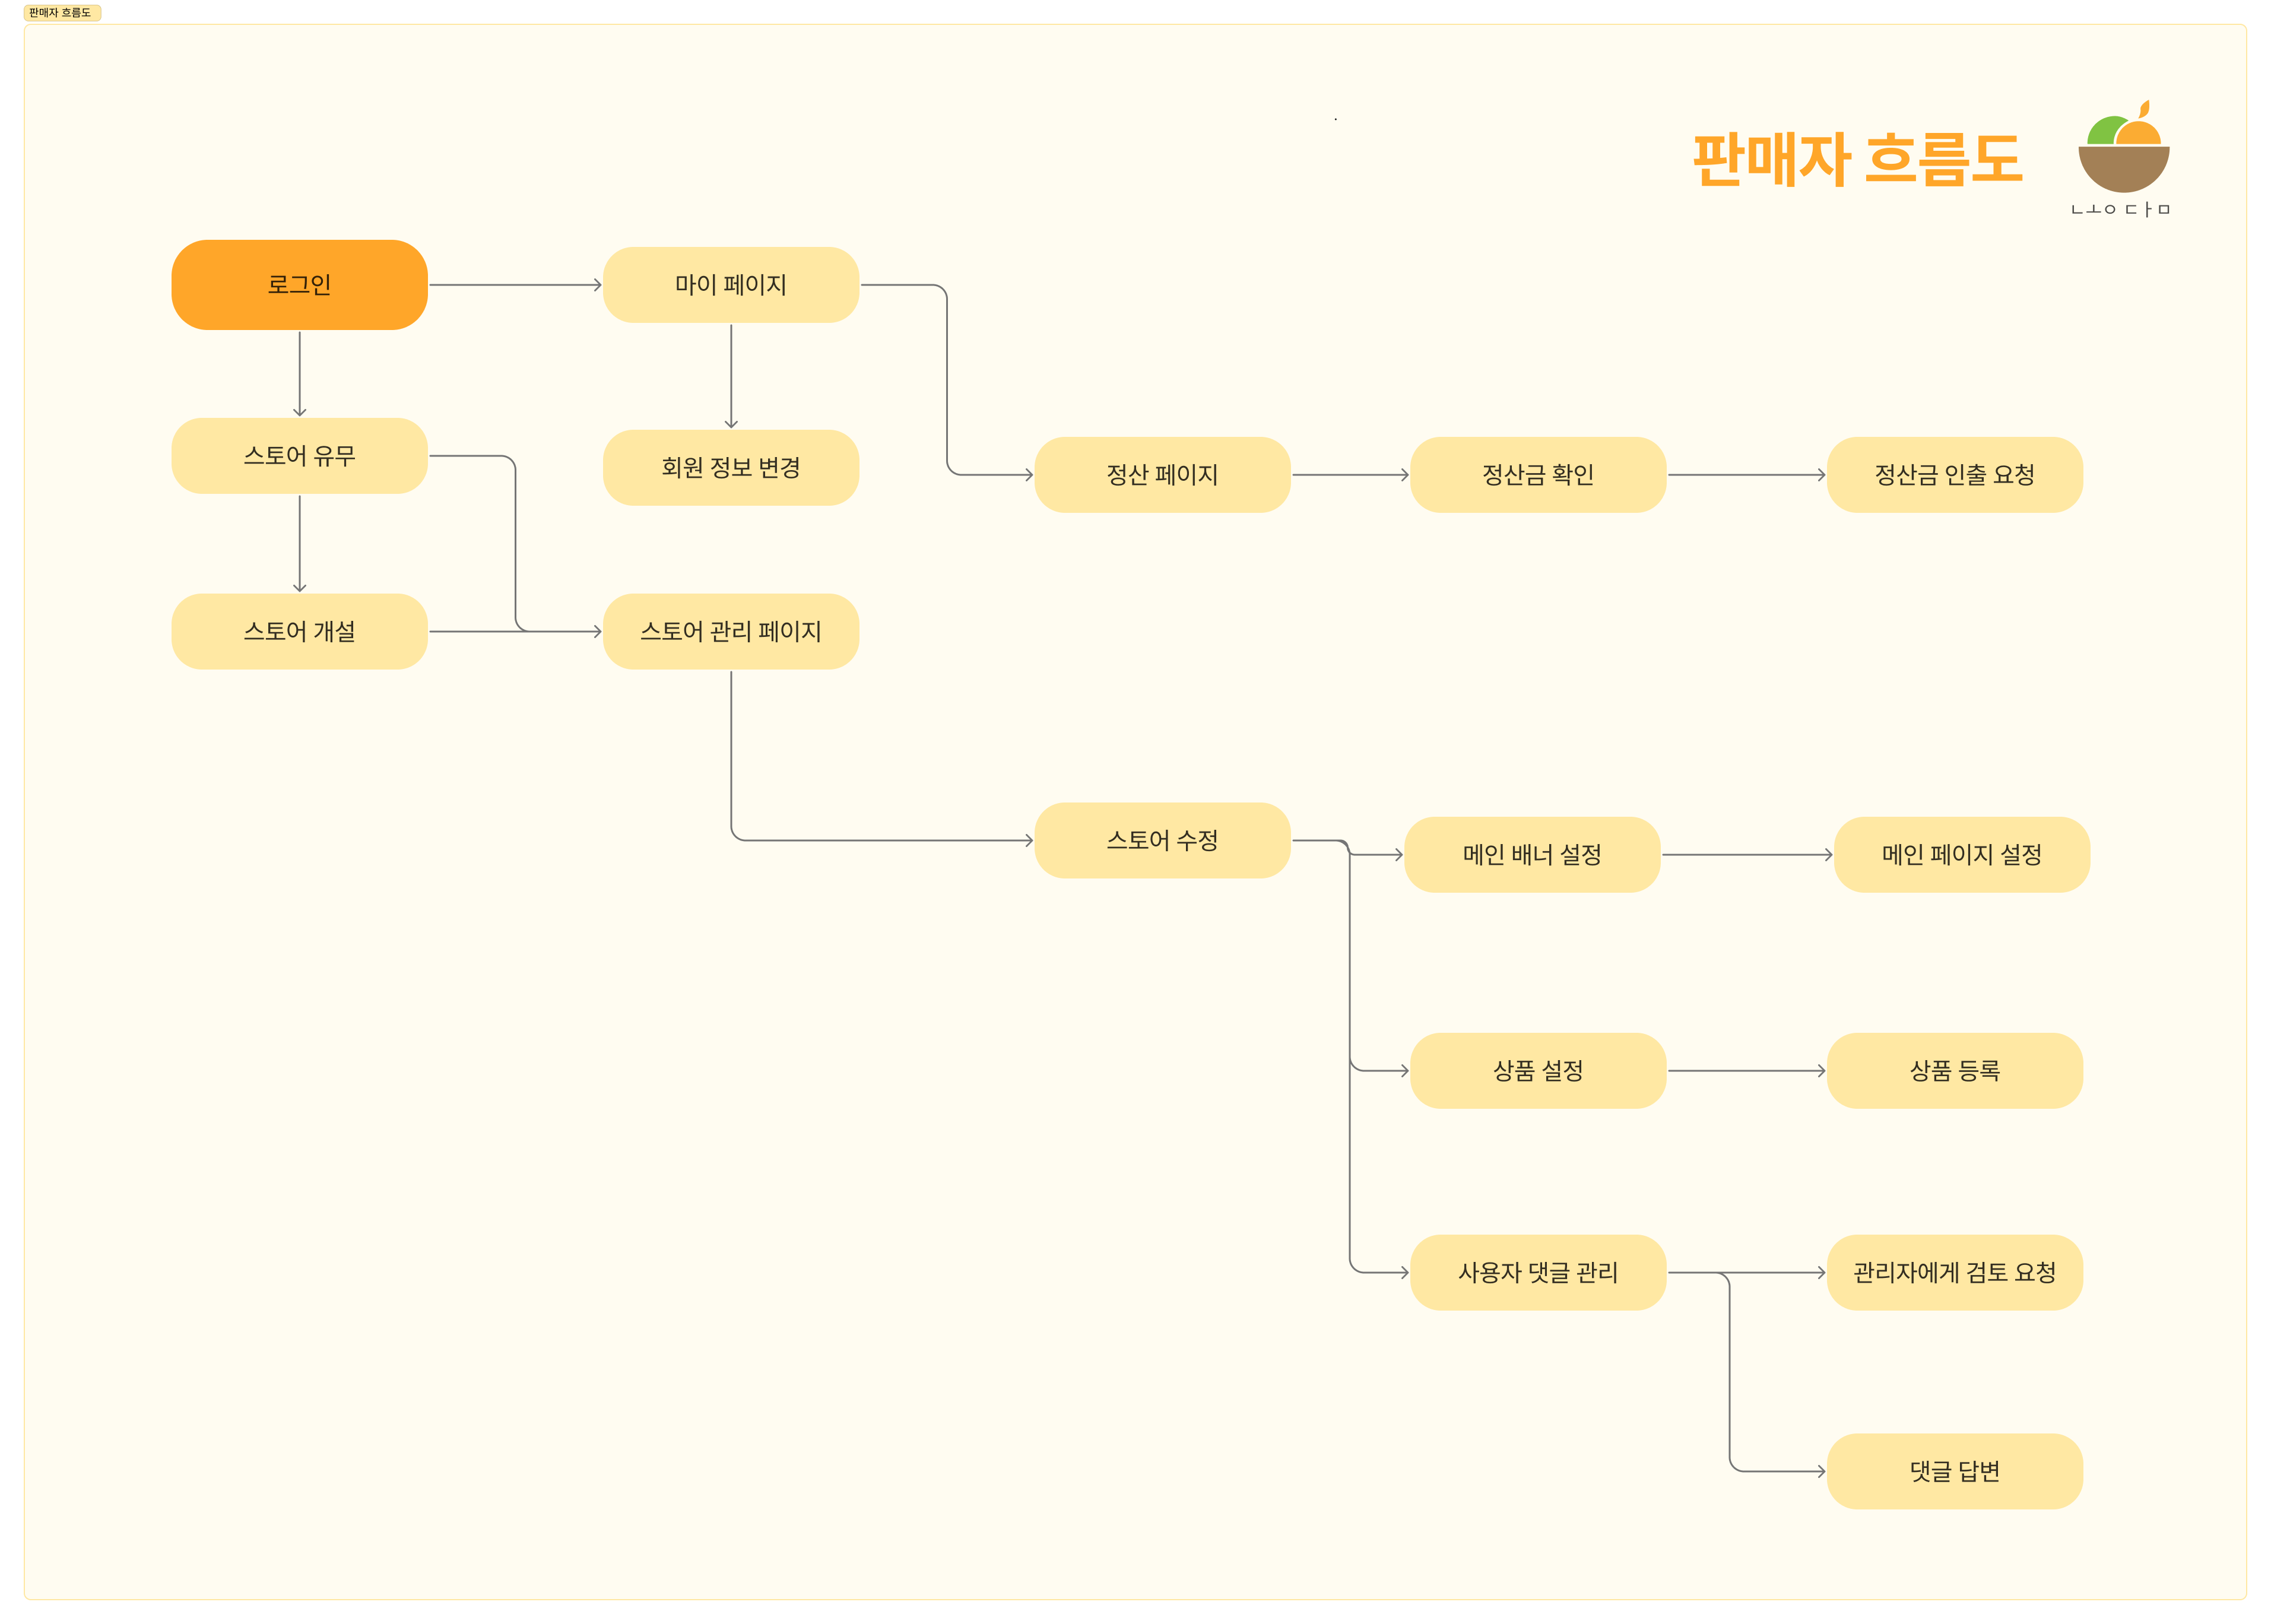 판매자 흐름도
판매자 흐름도
ㄴㅗㅇ ㄷㅏㅁ
로그인
마이 페이지
스토어 유무
회원 정보 변경
정산 페이지
정산금 확인
정산금 인출 요청
스토어 개설
스토어 관리 페이지
스토어 수정
메인 배너 설정
메인 페이지 설정
상품 설정
상품 등록
사용자 댓글 관리
관리자에게 검토 요청
댓글 답변